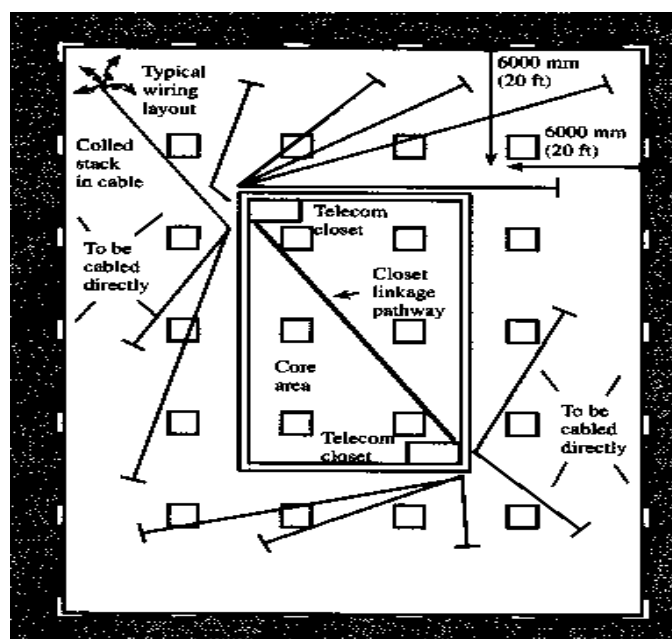 Typical
wiring
layout
6000 mm
(20 ft)
6000 mm
(20 ft)
Colled
stack
in cable
Telecom
closet
To be
cabled
directly
Closet
linkage
pathway
Core
area
To be
cabled
directly
Telecom
closet